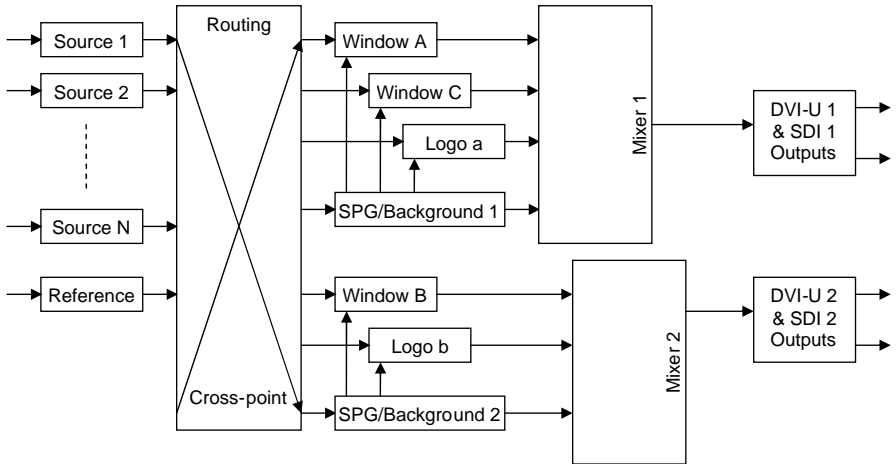 Source 1
Source 2
Source N
Reference
Routing
Cross-point
Window A
Window C
Logo a
SPG/Background 1
Window B
Logo b
SPG/Background 2
Mixer 1
Mixer 2
DVI-U 1
& SDI 1
Outputs
DVI-U 2
& SDI 2
Outputs